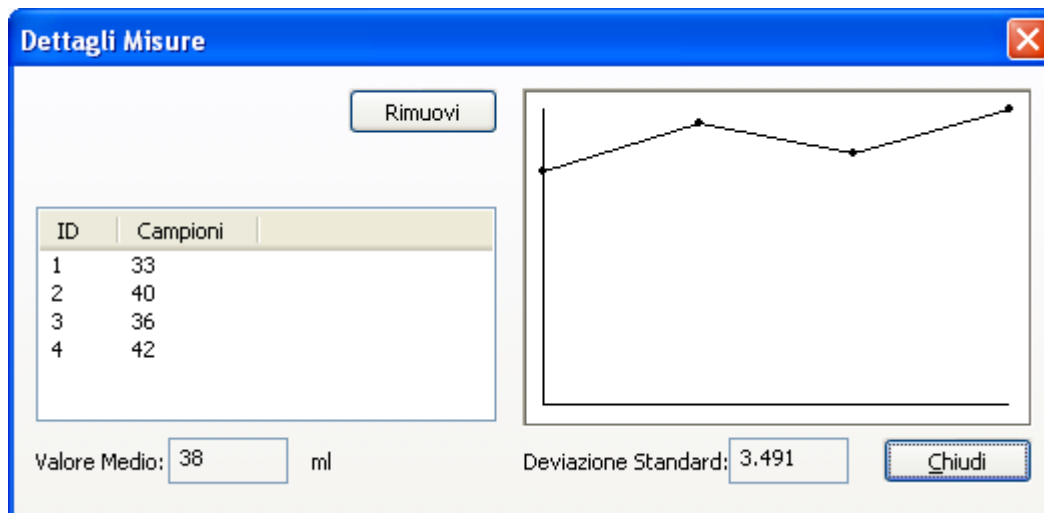 Dettagli Misure
Rimuovi
ID Campioni
1 33
2 40
3 36
4 42
Valore Medio: 38 ml
Deviazione Standard: 3.491
Chiudi